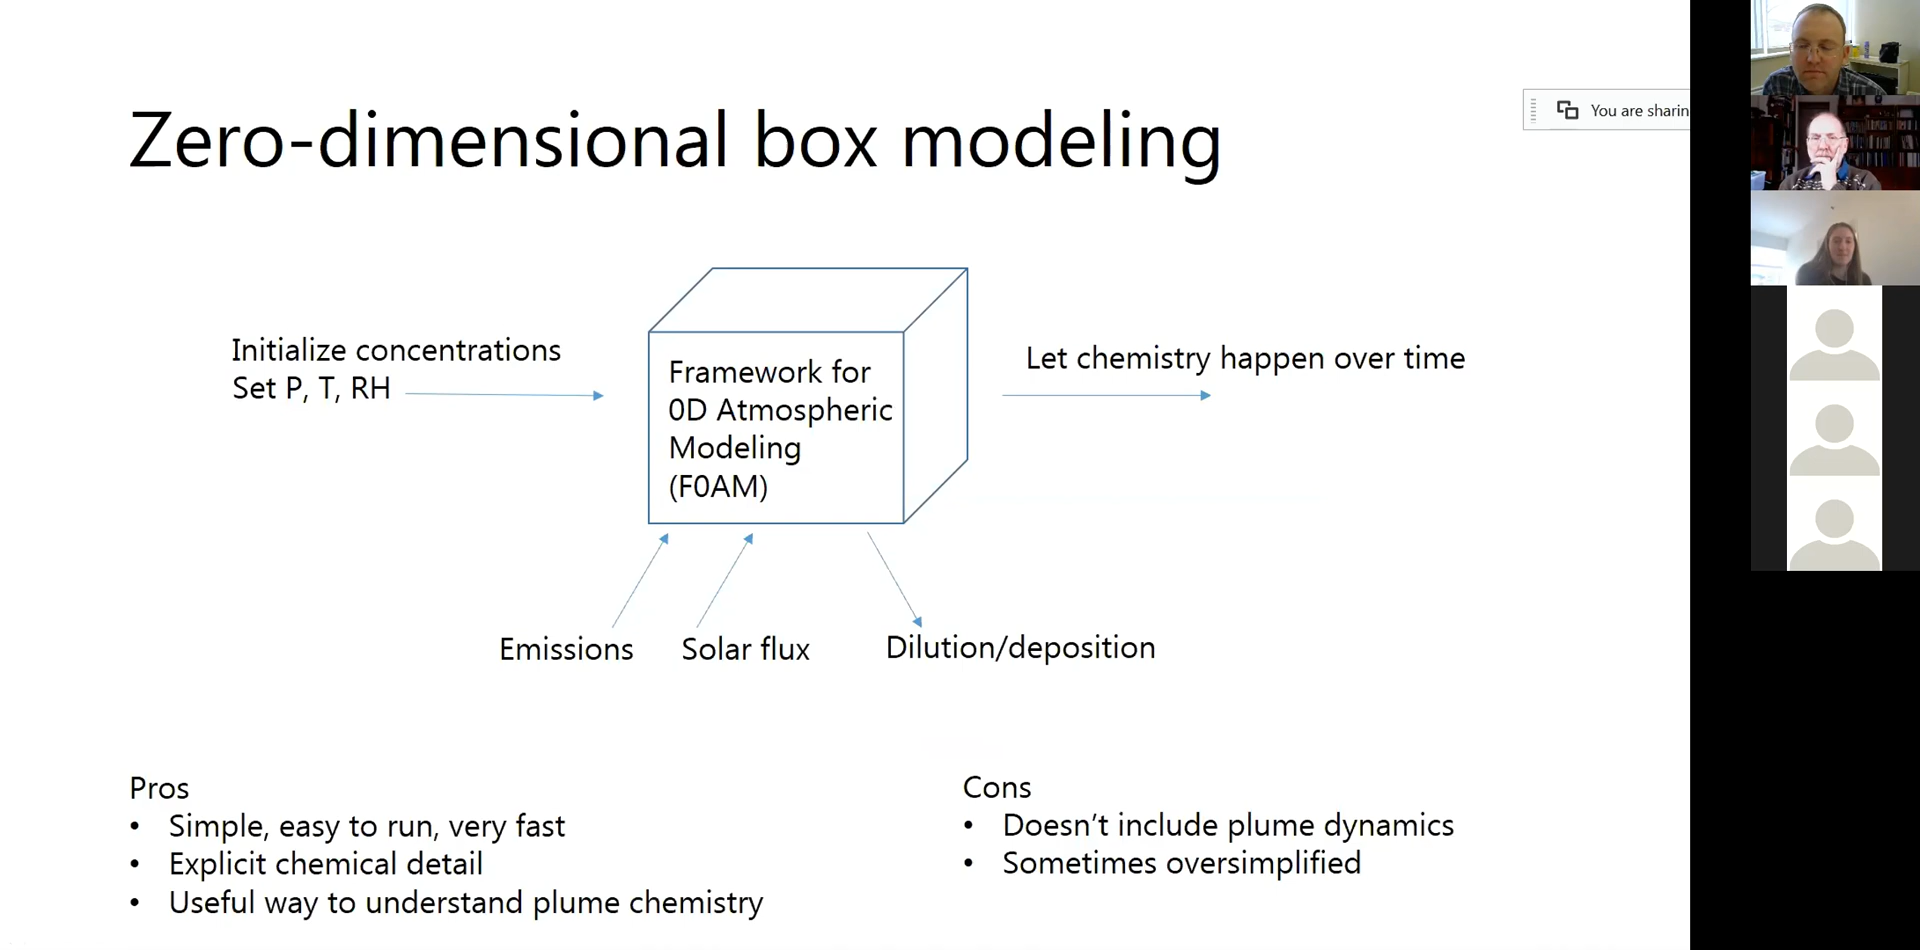 Zero-dimensional box modeling
You are sharin
Initialize concentrations
Set P, T, RH
Framework for
0D Atmospheric
Modeling
(F0AM)
Let chemistry happen over time
Emissions
Solar flux
Dilution/deposition
Pros
• Simple, easy to run, very fast
• Explicit chemical detail
• Useful way to understand plume chemistry
Cons
• Doesn’t include plume dynamics
• Sometimes oversimplified